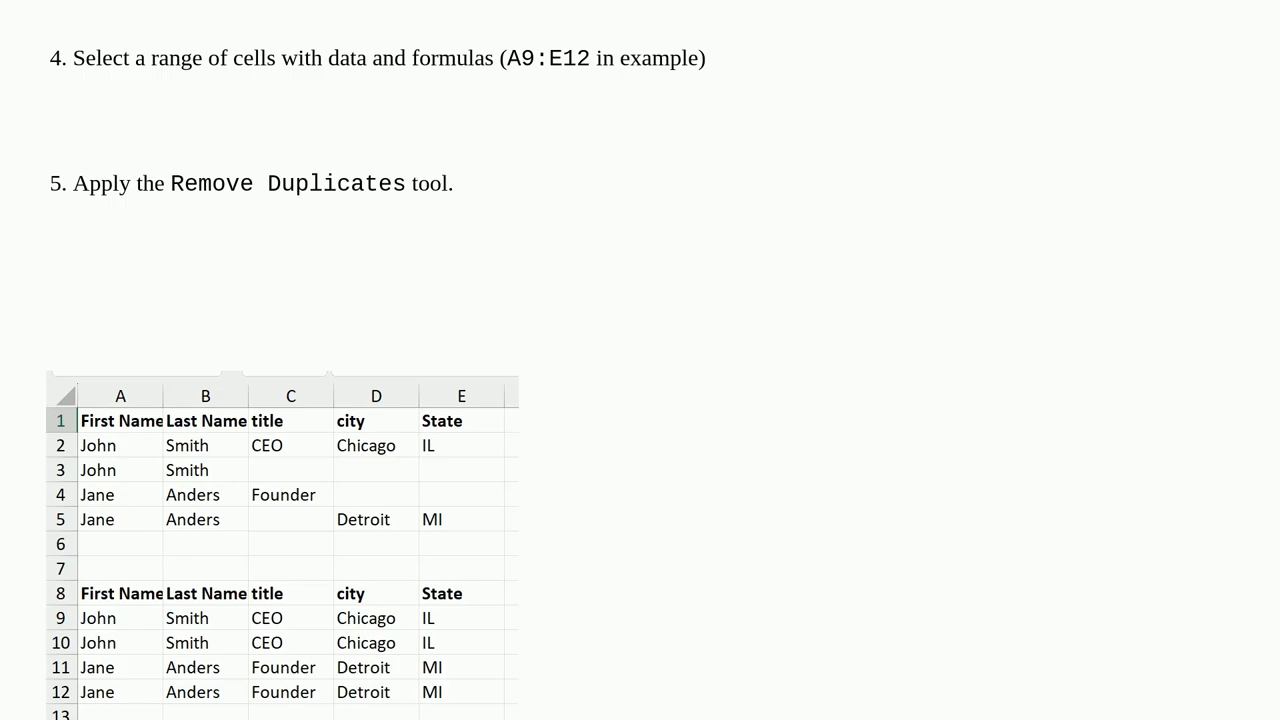 4. Select a range of cells with data and formulas (A9:E12 in example)
5. Apply the Remove Duplicates tool.
A B C D E
1 First Name Last Name title city State
2 John Smith CEO Chicago IL
3 John Smith
4 Jane Anders Founder
5 Jane Anders Detroit MI
6
7
8 First Name Last Name title city State
9 John Smith CEO Chicago IL
10 John Smith CEO Chicago IL
11 Jane Anders Founder Detroit MI
12 Jane Anders Founder Detroit MI
13